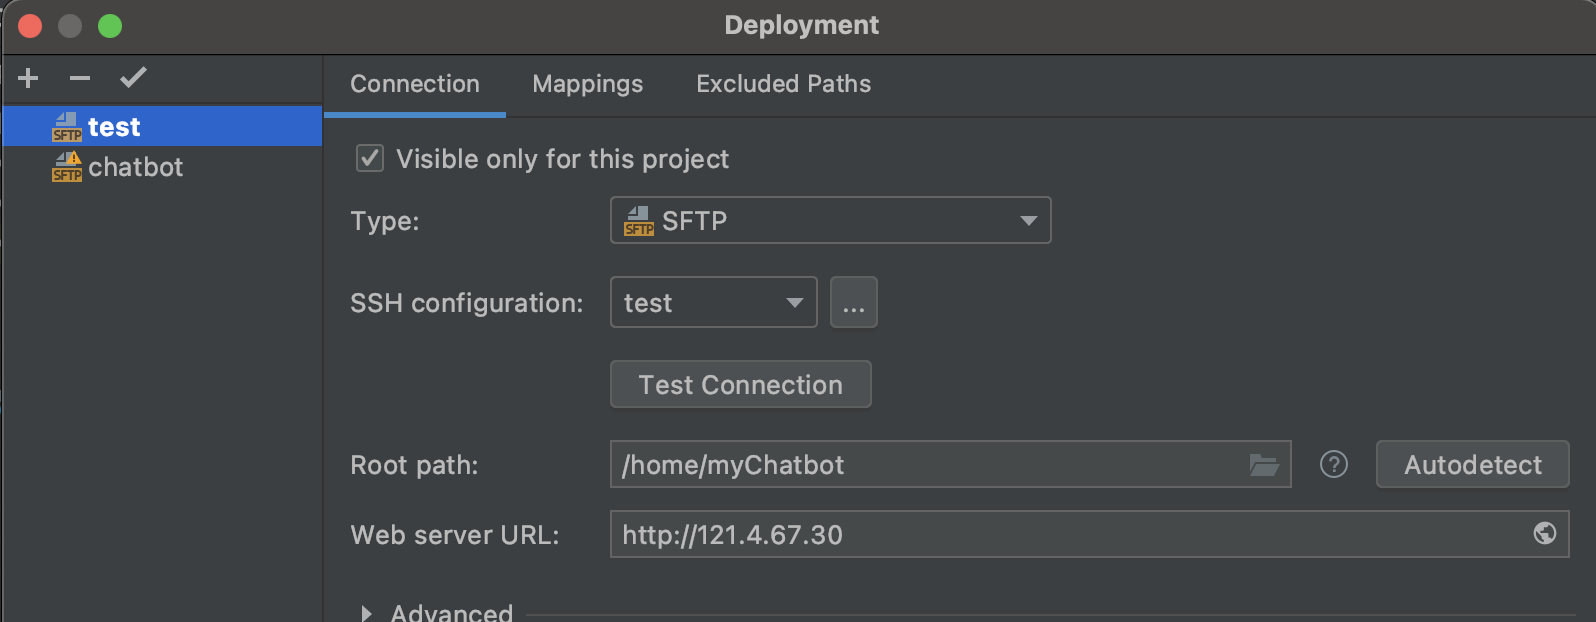 Deployment
Connection Mappings Excluded Paths
SFTP test
SFTP chatbot
Visible only for this project
Type: SFTP SFTP
SSH configuration: test ...
Test Connection
Root path: /home/myChatbot ? Autodetect
Web server URL: http://121.4.67.30
Advanced